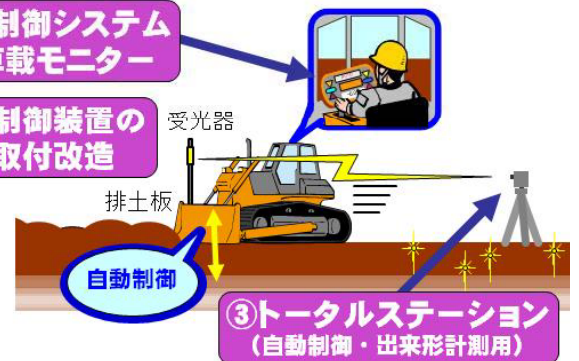 制御システム
車載モニター
制御装置の
取付改造
受光器
排土板
自動制御
③トータルステーション
（自動制御・出来形計測用）